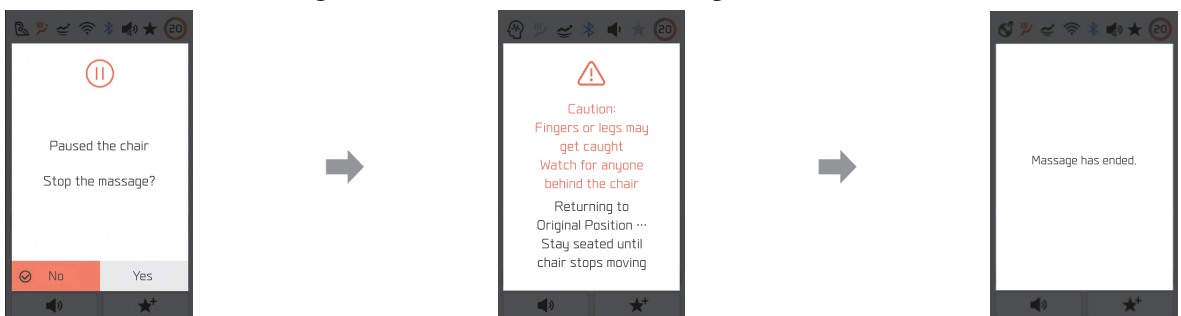 20
Paused the chair
Stop the massage?
No
Yes
20
Caution:
Fingers or legs may
get caught
Watch for anyone
behind the chair
Returning to
Original Position ···
Stay seated until
chair stops moving
20
Massage has ended.